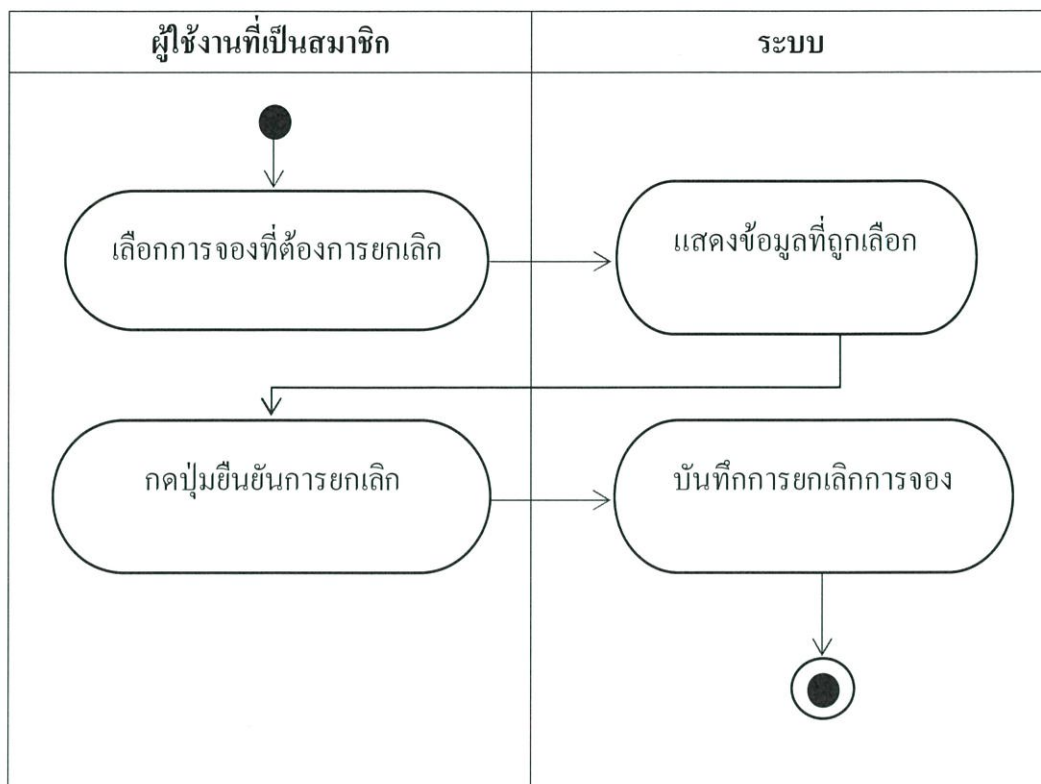 ผู้ใช้งานที่เป็นสมาชิก
ระบบ
เลือกการจองที่ต้องการยกเลิก
แสดงข้อมูลที่ถูกเลือก
กดปุ่มยืนยันการยกเลิก
บันทึกการยกเลิกการจอง